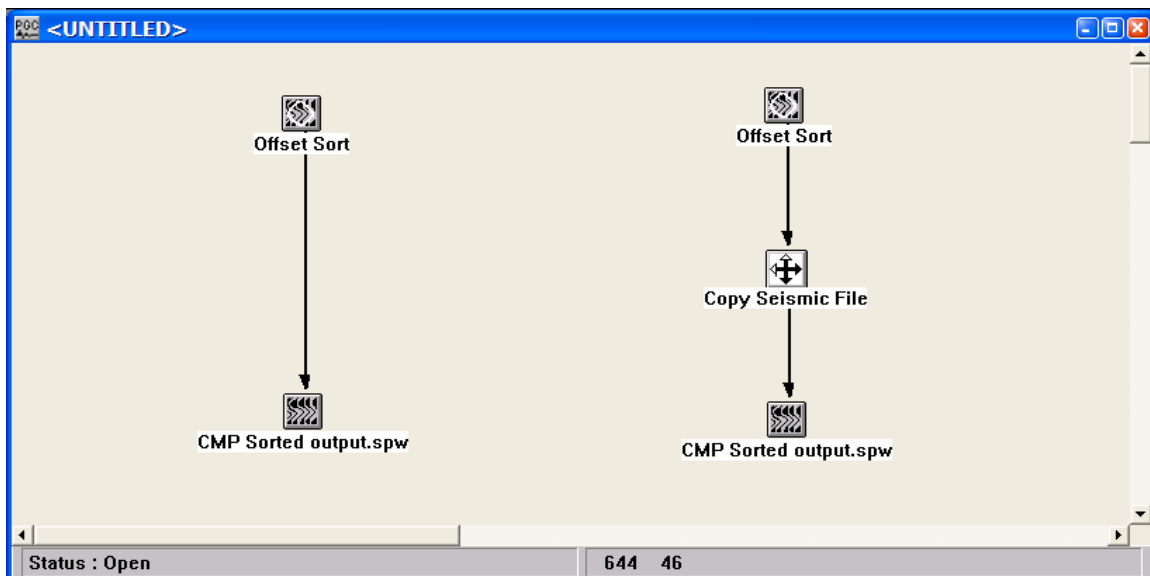 PGC
<UNTITLED>
Offset Sort
Offset Sort
Copy Seismic File
CMP Sorted output.spw
CMP Sorted output.spw
Status : Open
644 46